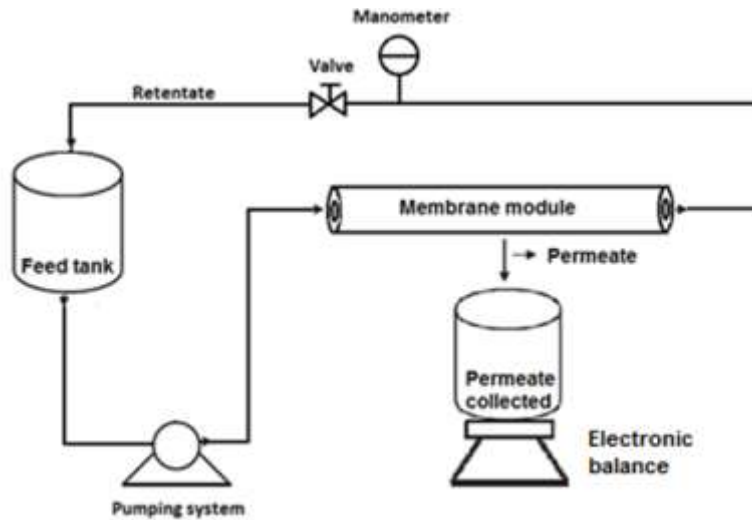 Manometer
Valve
Retentate
Membrane module
Feed tank
Permeate
Permeate
collected
Electronic
balance
Pumping system